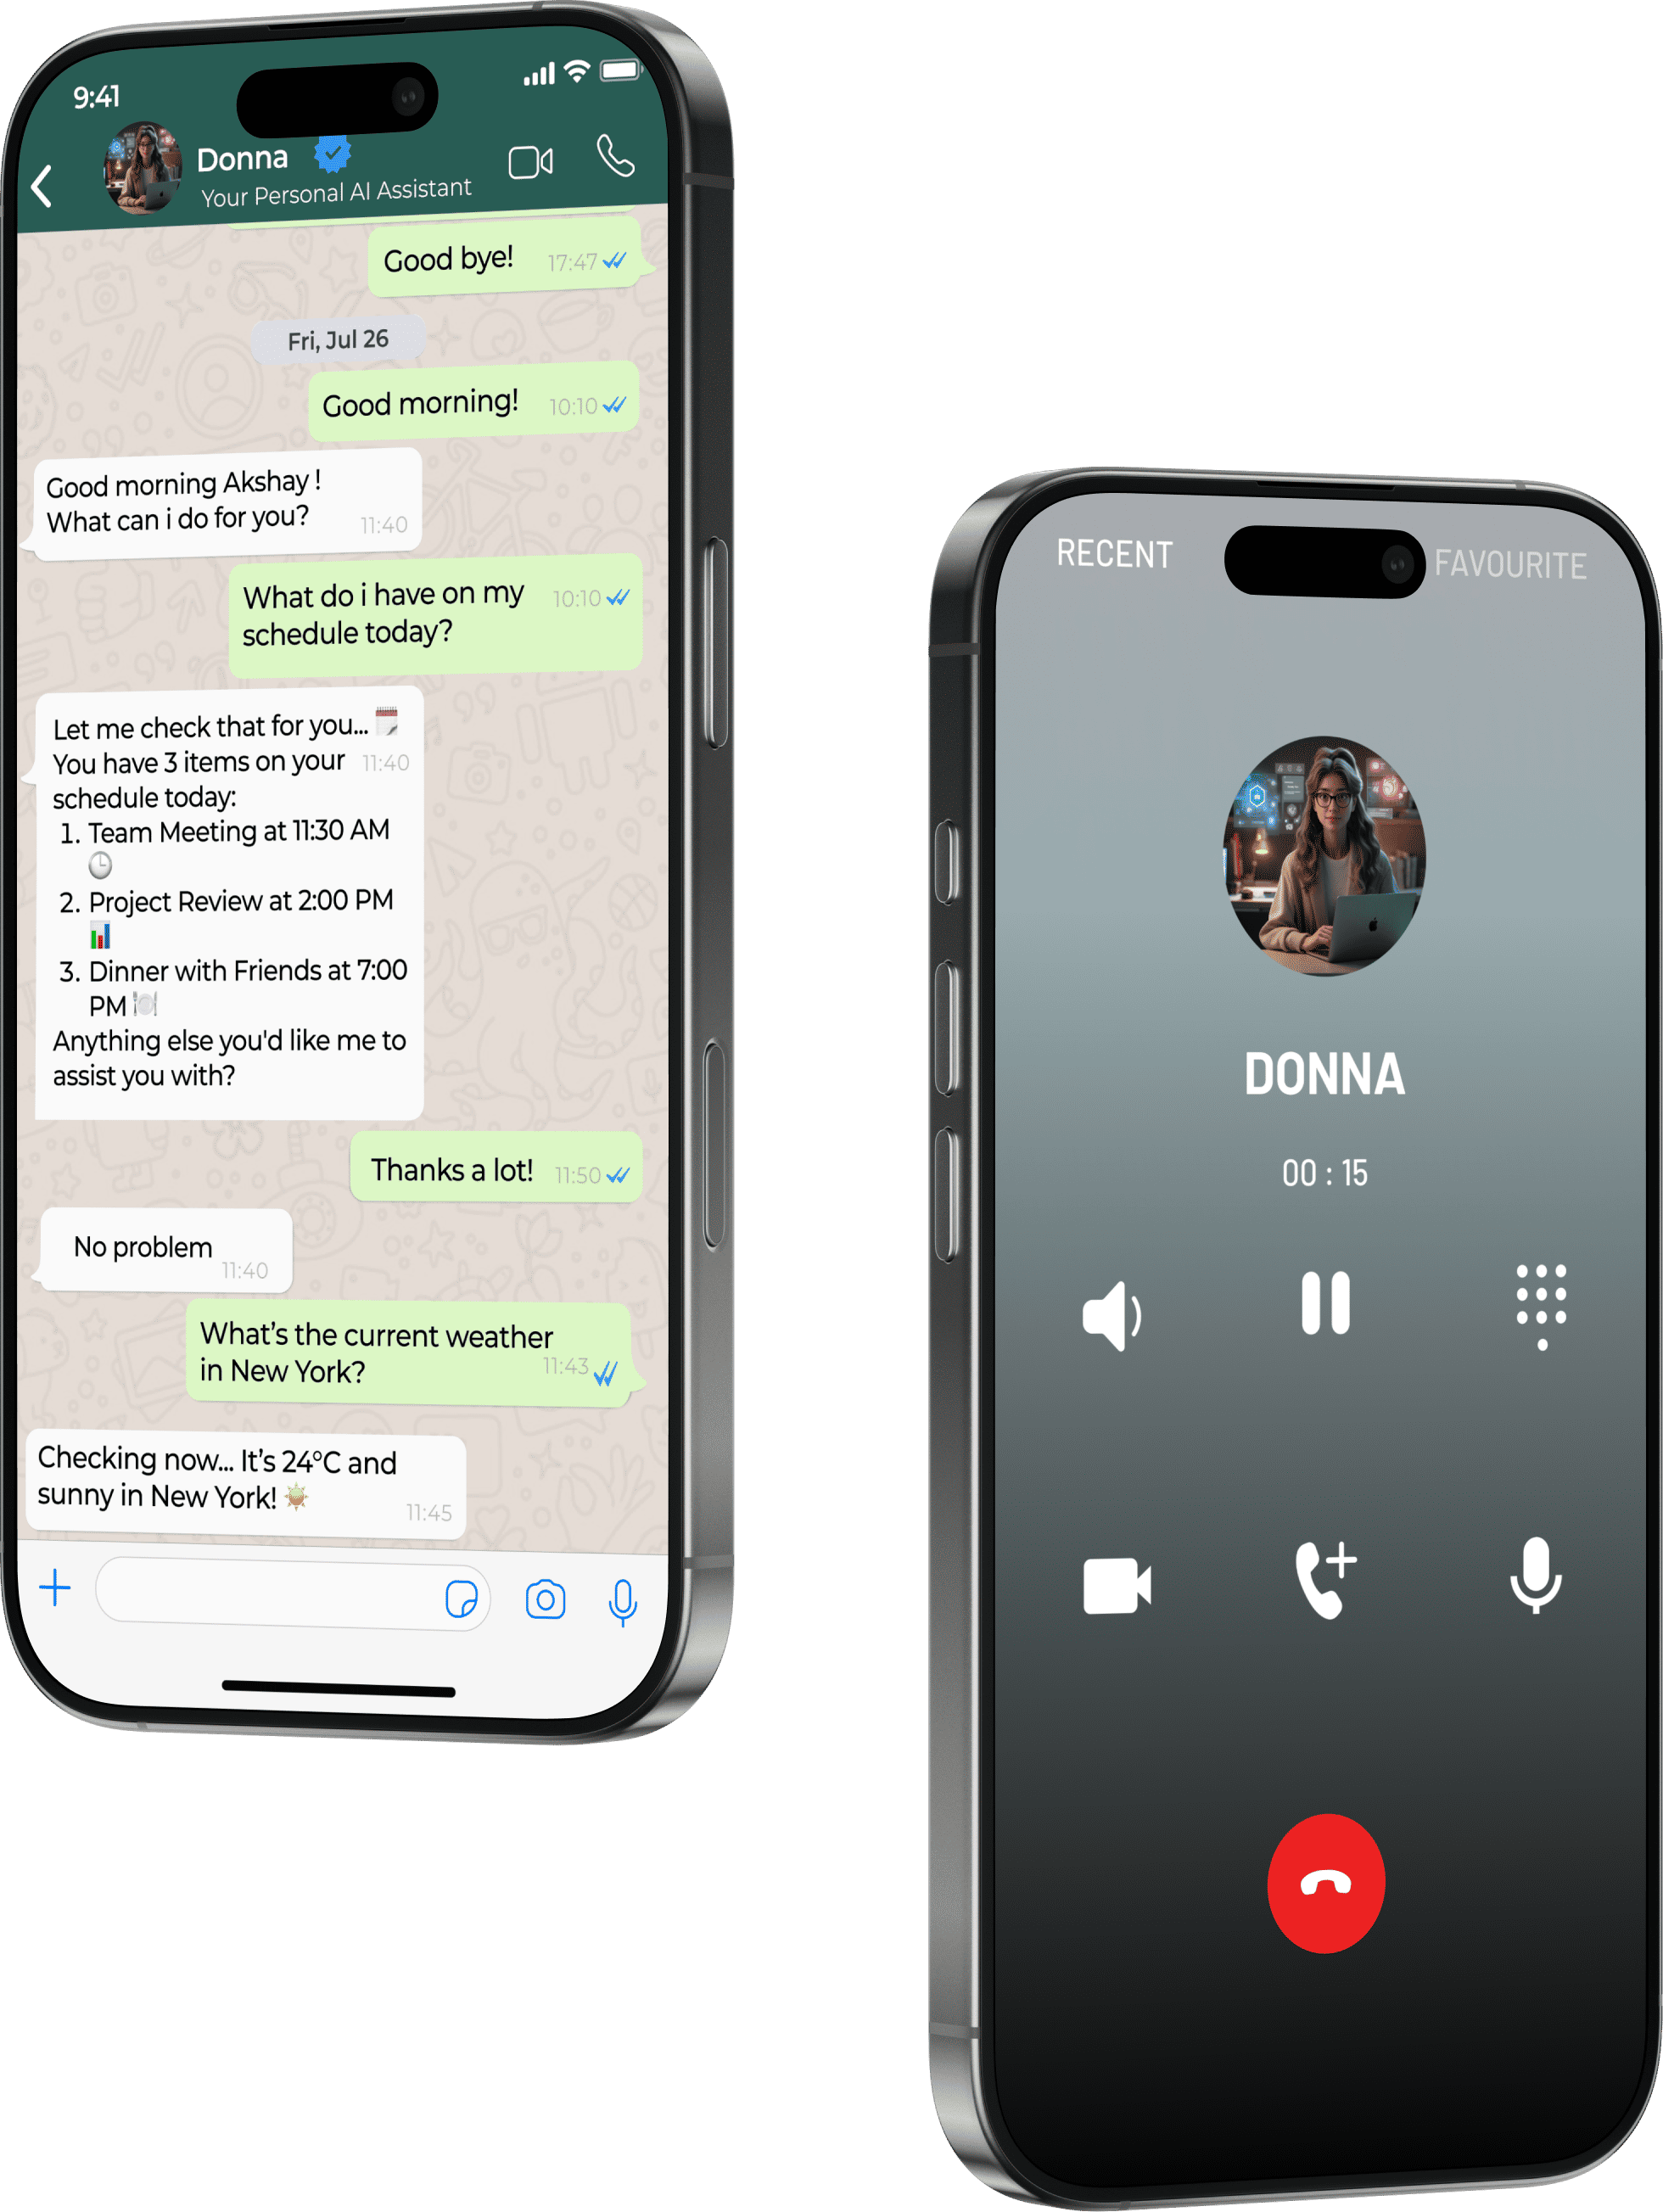 9:41
Donna
Your Personal AI Assistant
Good bye! 17:47
Fri, Jul 26
Good morning! 10:10
Good morning Akshay !
What can i do for you? 11:40
What do i have on my 10:10
schedule today?
Let me check that for you...
You have 3 items on your 11:40
schedule today:
1. Team Meeting at 11:30 AM
2. Project Review at 2:00 PM
3. Dinner with Friends at 7:00
PM
Anything else you'd like me to
assist you with?
Thanks a lot! 11:50
No problem
11:40
What's the current weather
in New York? 11:43
Checking now... It's 24°C and
sunny in New York!
11:45
RECENT
FAVOURITE
DONNA
00 : 15